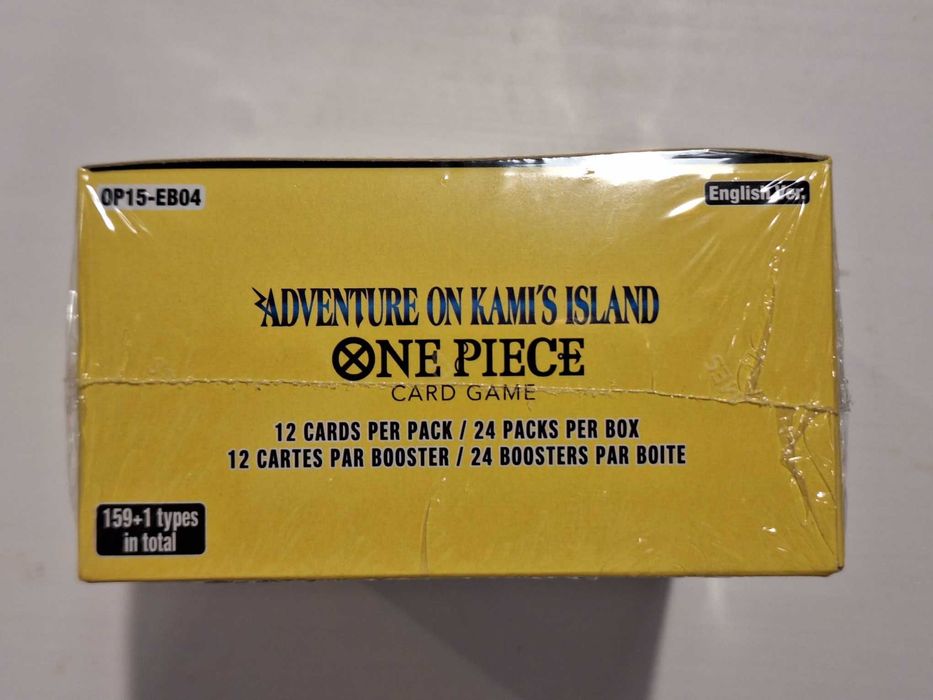 OP15-EB04
English Ver.
ADVENTURE ON KAMI'S ISLAND
ONE PIECE
CARD GAME
12 CARDS PER PACK / 24 PACKS PER BOX
12 CARTES PAR BOOSTER / 24 BOOSTERS PAR BOITE
159+1 types
in total